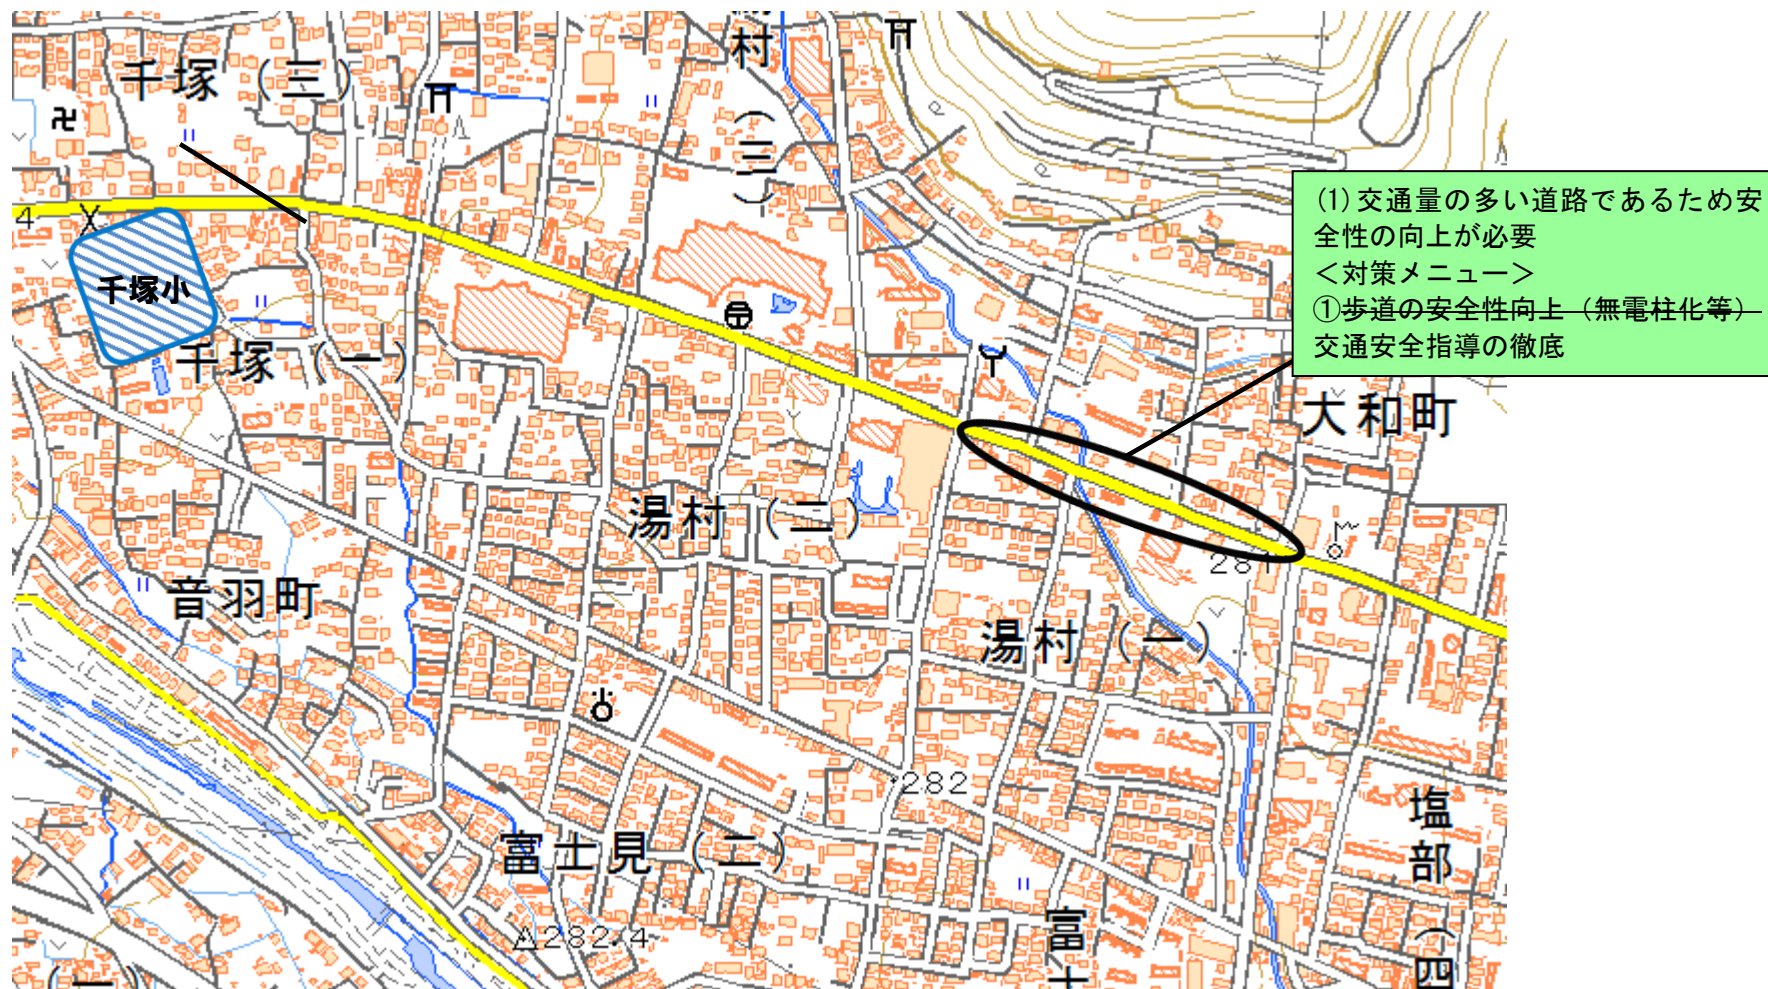 村
(三)
千塚 (三)
4
千塚小
千塚 (一)
(1)交通量の多い道路であるため安
全性の向上が必要
＜対策メニュー＞
①歩道の安全性向上（無電柱化等）
交通安全指導の徹底
大和町
湯村 (二)
281
音羽町
湯村 (一)
282
塩部(四
富士見 (二)
282.4
富士
(一)